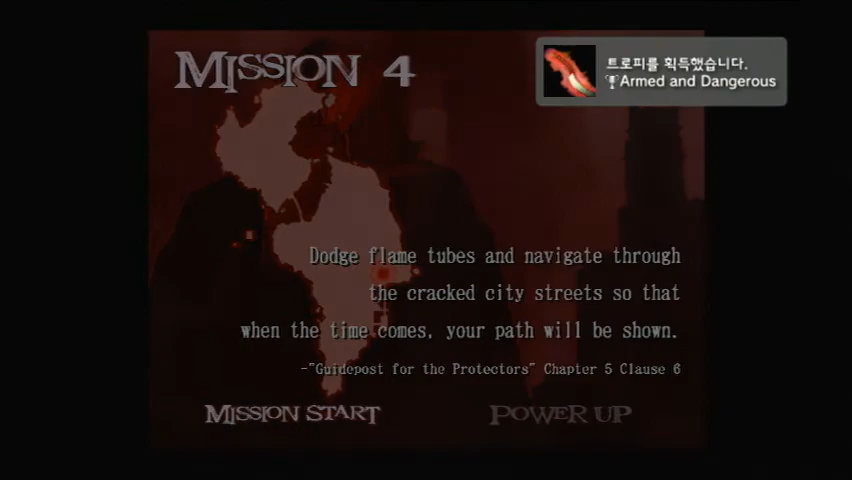 MISSION 4
트로피를 획득했습니다.
Armed and Dangerous
Dodge flame tubes and navigate through
the cracked city streets so that
when the time comes, your path will be shown.
-"Guidepost for the Protectors" Chapter 5 Clause 6
MISSION START
POWER UP